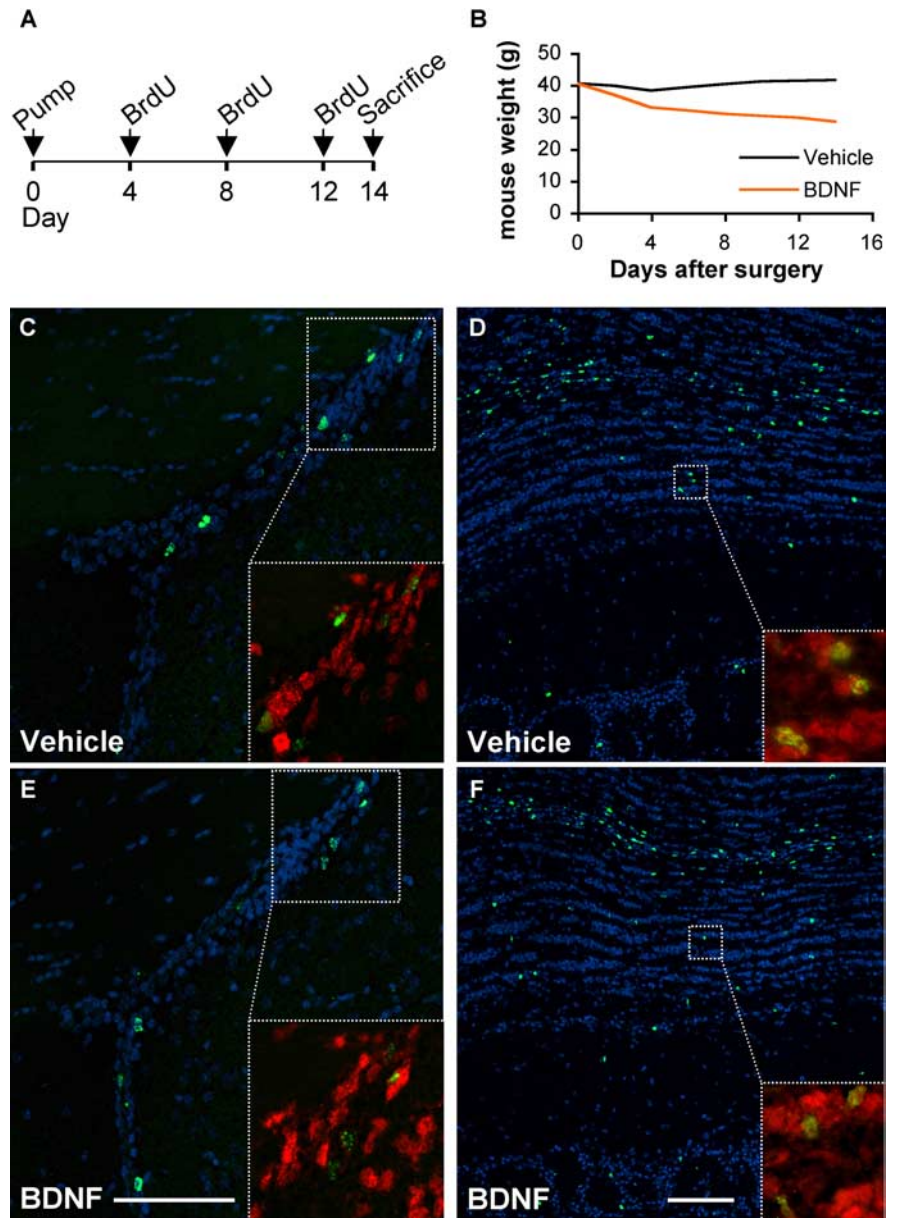 A
Pump
BrdU
BrdU
BrdU
Sacrifice
0
4
8
12
14
Day
B
mouse weight (g)
50
40
30
20
10
0
Vehicle
BDNF
0
4
8
12
16
Days after surgery
C
Vehicle
D
Vehicle
E
BDNF
F
BDNF